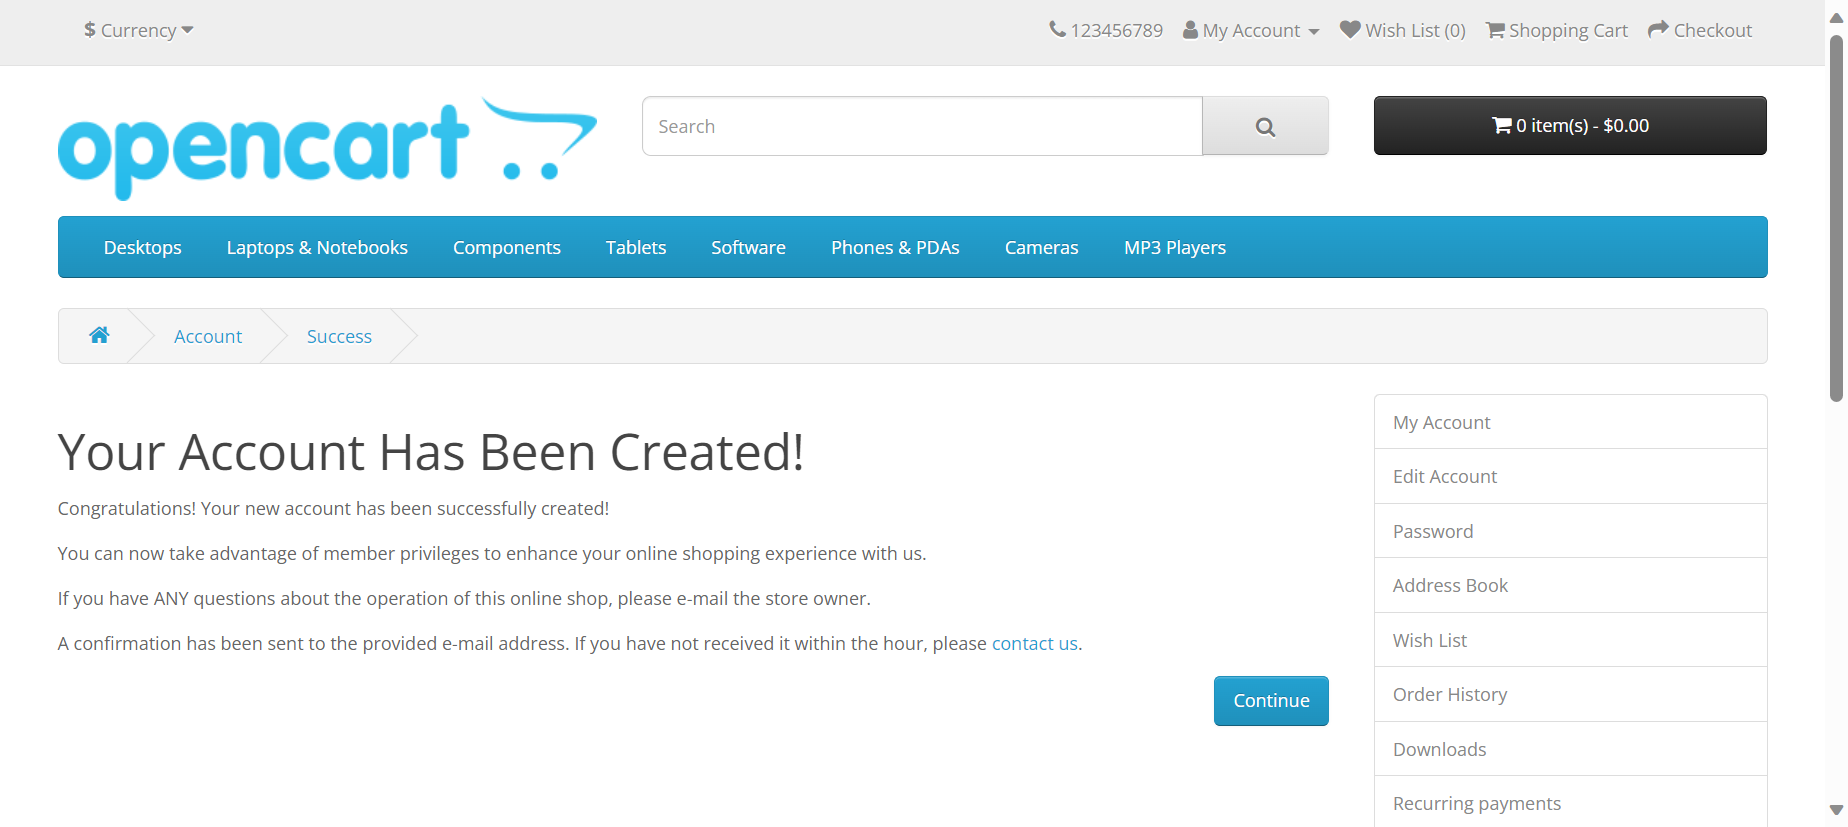 $ Currency
123456789 My Account Wish List (0) Shopping Cart Checkout
opencart
Search
0 item(s) - $0.00
Desktops Laptops & Notebooks Components Tablets Software Phones & PDAs Cameras MP3 Players
Account Success
Your Account Has Been Created!
Congratulations! Your new account has been successfully created!
You can now take advantage of member privileges to enhance your online shopping experience with us.
If you have ANY questions about the operation of this online shop, please e-mail the store owner.
A confirmation has been sent to the provided e-mail address. If you have not received it within the hour, please contact us.
Continue
My Account
Edit Account
Password
Address Book
Wish List
Order History
Downloads
Recurring payments